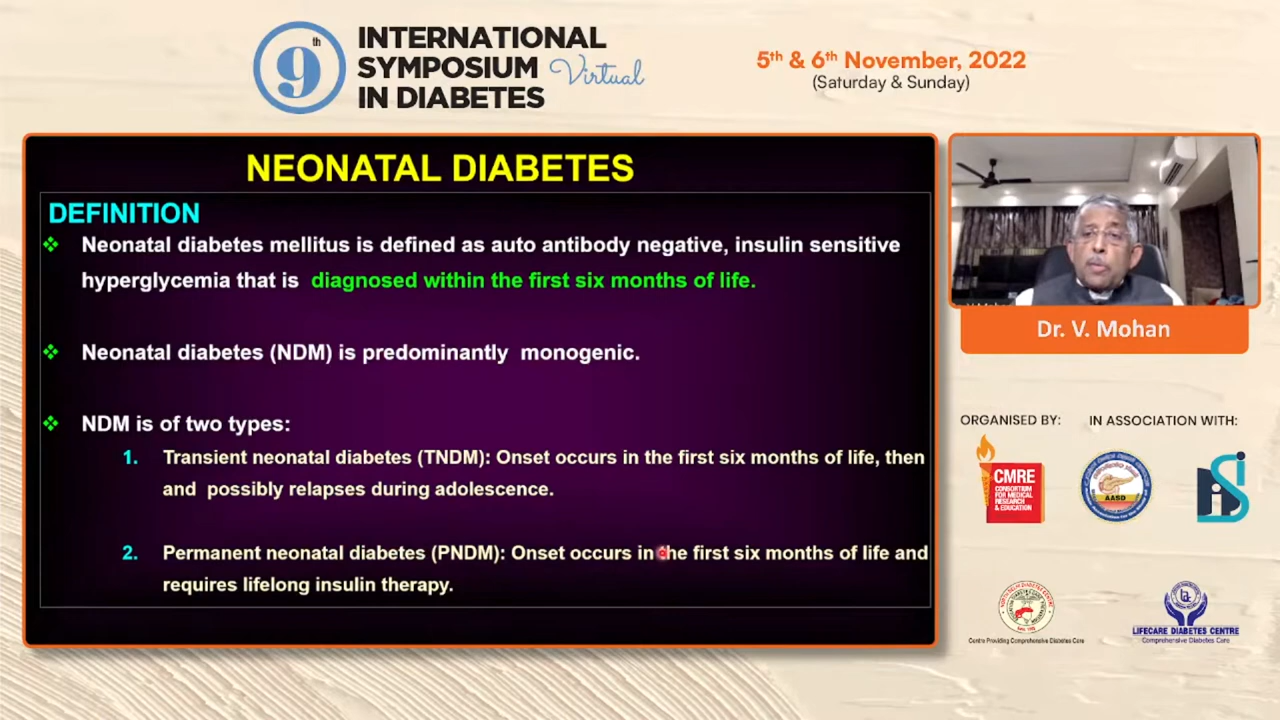 9th
INTERNATIONAL
SYMPOSIUM Virtual
IN DIABETES
5th & 6th November, 2022
(Saturday & Sunday)
NEONATAL DIABETES
DEFINITION
❖ Neonatal diabetes mellitus is defined as auto antibody negative, insulin sensitive
hyperglycemia that is diagnosed within the first six months of life.
❖ Neonatal diabetes (NDM) is predominantly monogenic.
❖ NDM is of two types:
1. Transient neonatal diabetes (TNDM): Onset occurs in the first six months of life, then
and possibly relapses during adolescence.
2. Permanent neonatal diabetes (PNDM): Onset occurs in the first six months of life and
requires lifelong insulin therapy.
Dr. V. Mohan
ORGANISED BY:
IN ASSOCIATION WITH:
CMRE
CONSORTIUM
FOR MEDICAL
RESEARCH
& EDUCATION
AASD
Centre Providing Comprehensive Diabetes Care
LIFECARE DIABETES CENTRE
Comprehensive Diabetes Care